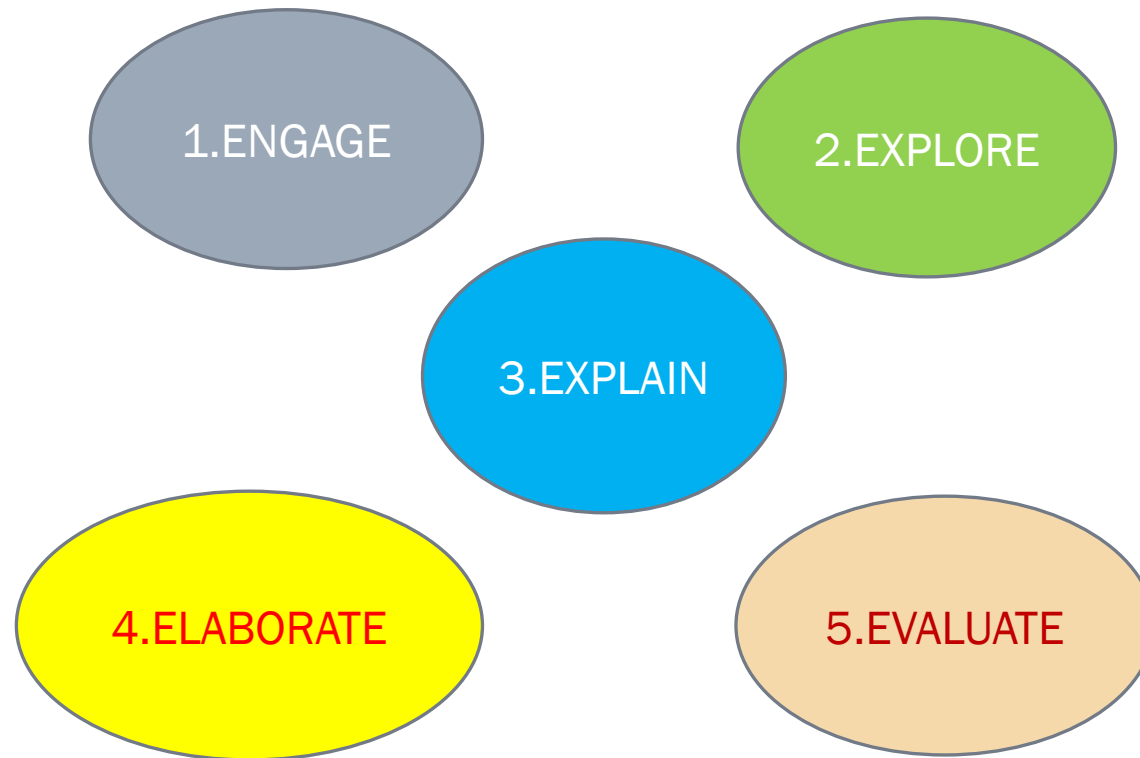 1.ENGAGE
2.EXPLORE
3.EXPLAIN
4.ELABORATE
5.EVALUATE